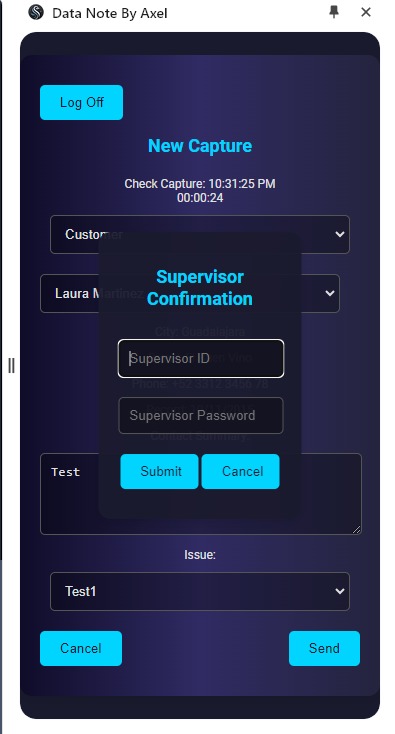 Data Note By Axel
Log Off
New Capture
Check Capture: 10:31:25 PM
00:00:24
Customer
Laura Martinez
City: Guadalajara
Supervisor
Confirmation
Supervisor ID
Phone: +52 3312 3456 78
Supervisor Password
Contact Summary:
Submit
Cancel
Test
Issue:
Test1
Cancel
Send